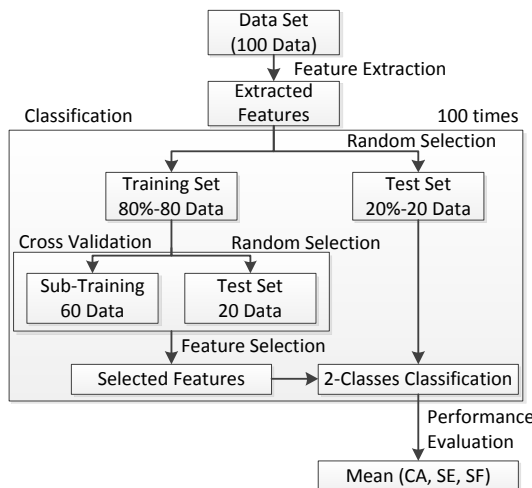 Data Set
(100 Data)
Feature Extraction
Extracted
Features
Classification
100 times
Random Selection
Training Set
80%-80 Data
Test Set
20%-20 Data
Cross Validation
Random Selection
Sub-Training
60 Data
Test Set
20 Data
Feature Selection
Selected Features
2-Classes Classification
Performance
Evaluation
Mean (CA, SE, SF)